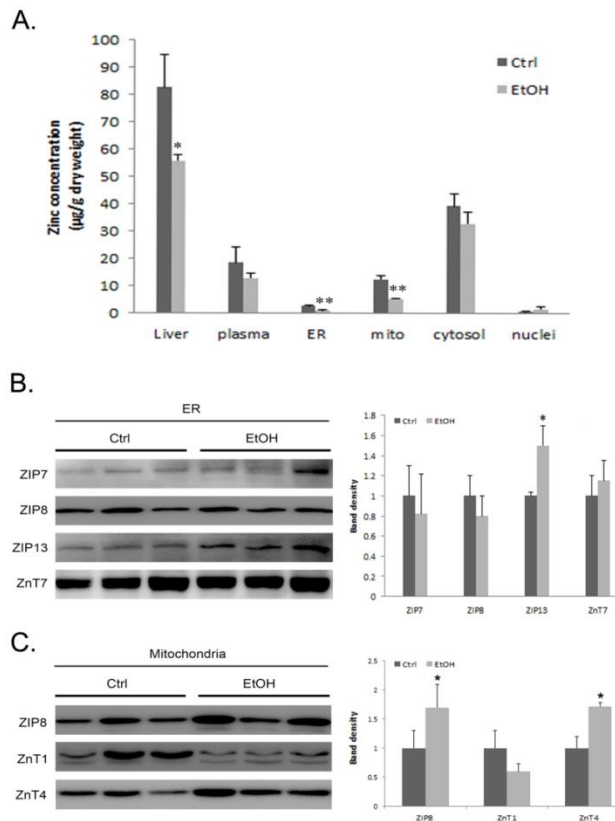 A.
Zinc concentration
(µg/g dry weight)
100
90
80
70
60
50
40
30
20
10
0
*
**
**
Ctrl
EtOH
Liver plasma ER mito cytosol nuclei
B.
ER
Ctrl EtOH
ZIP7
ZIP8
ZIP13
ZnT7
Ctrl EtOH
Band density
1.8
1.6
1.4
1.2
1
0.8
0.6
0.4
0.2
0
*
ZIP7 ZIP8 ZIP13 ZnT7
C.
Mitochondria
Ctrl EtOH
ZIP8
ZnT1
ZnT4
Ctrl EtOH
Band density
2.5
2
1.5
1
0.5
0
*
*
ZIP8 ZnT1 ZnT4